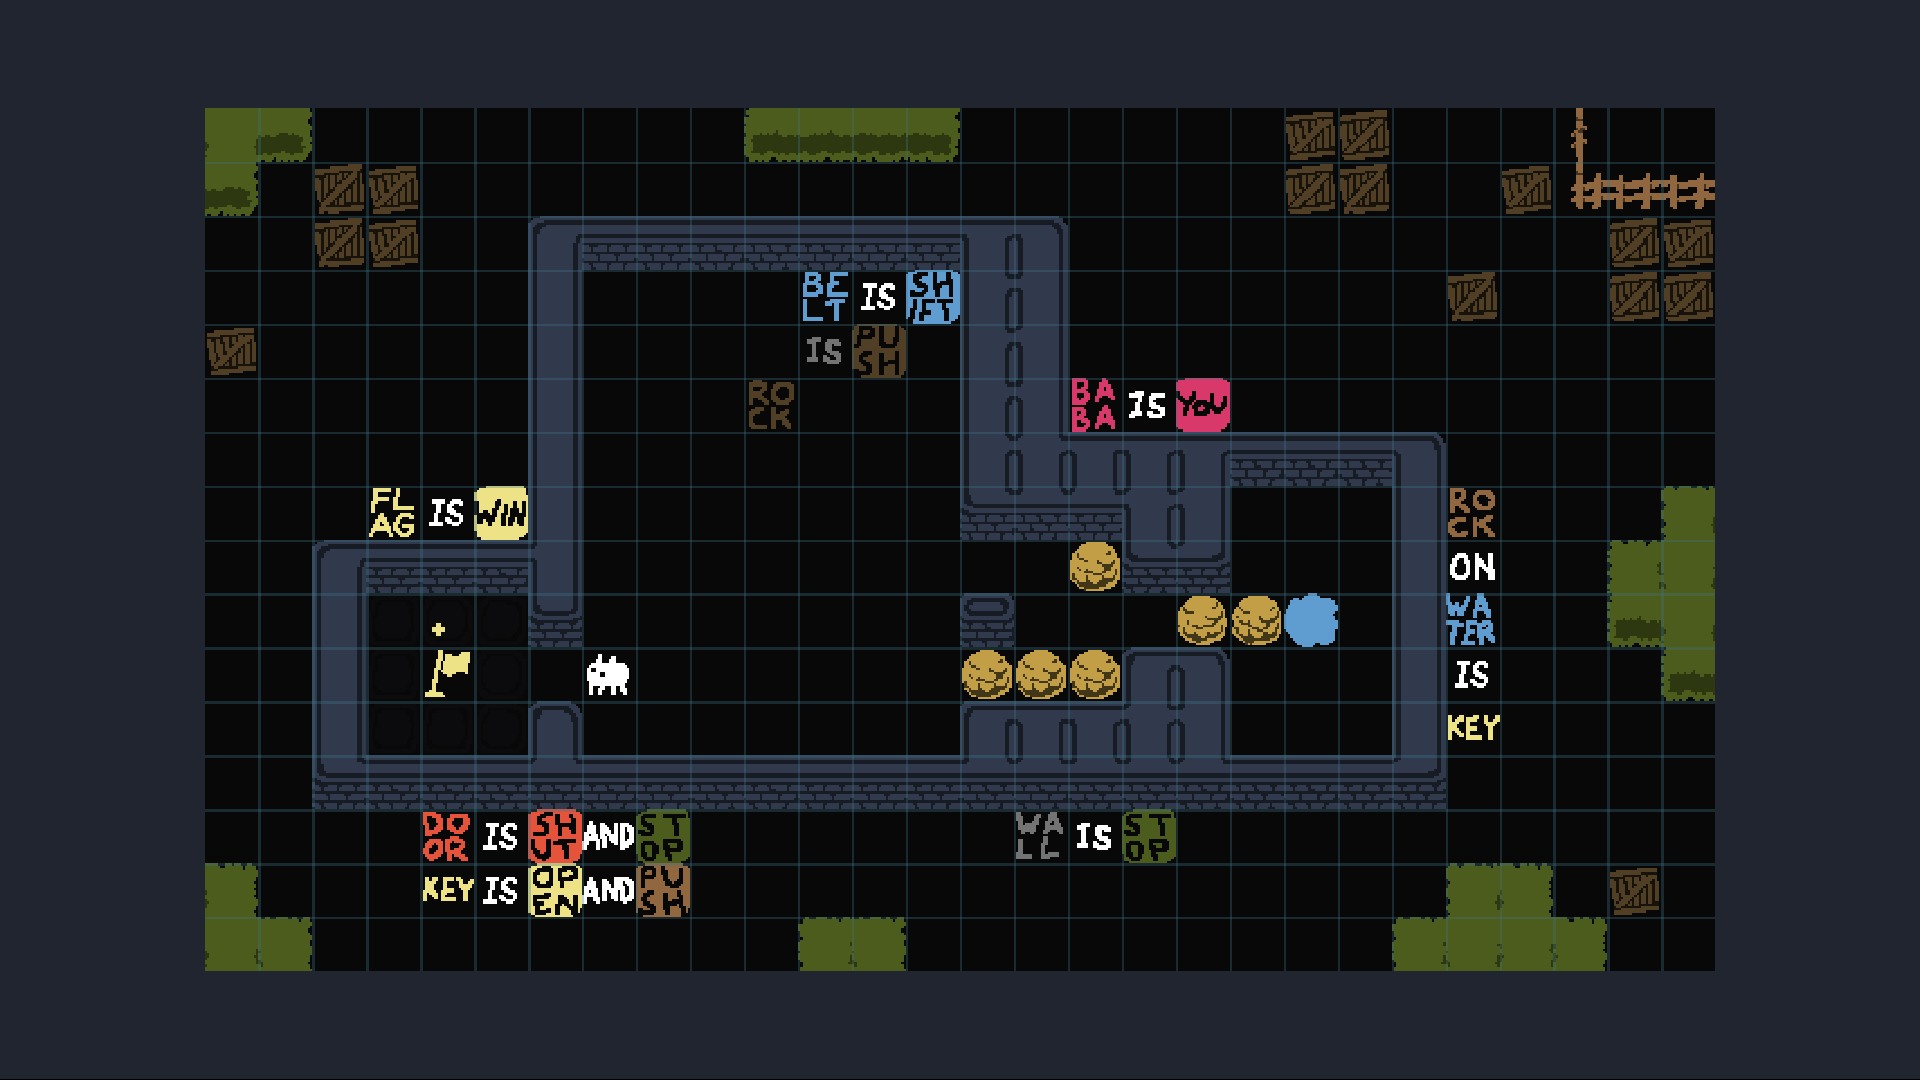 BELT IS SHIFT
IS PUSH
ROCK
BABA IS YOU
FLAG IS WIN
ROCK
ON
WATER
IS
KEY
DOOR IS SHUT AND STOP
WALL IS STOP
KEY IS OPEN AND PUSH